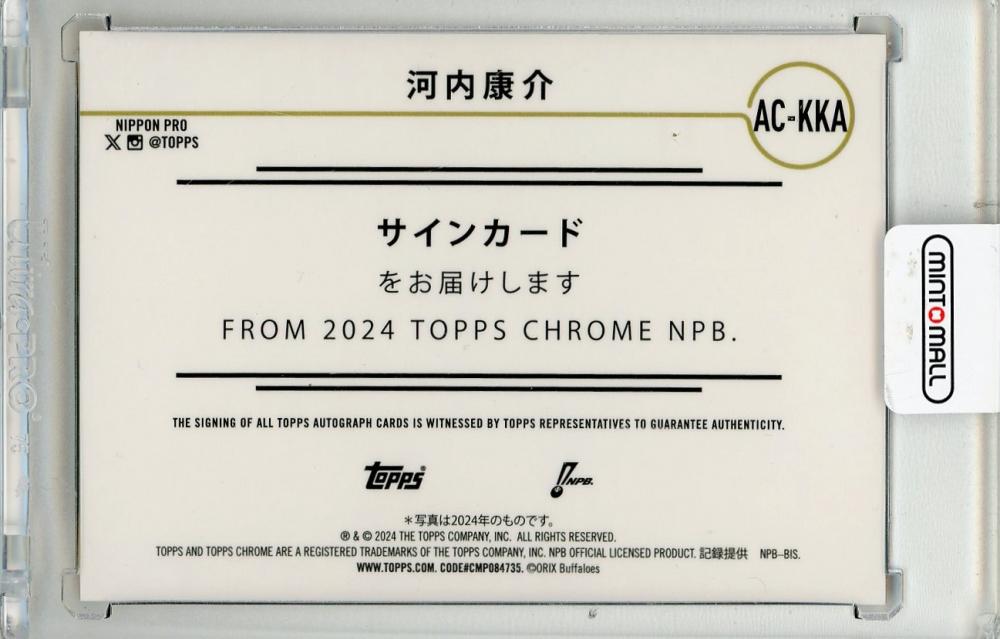 河内康介
AC-KKA
NIPPON PRO
@TOPPS
サインカード
をお届けします
FROM 2024 TOPPS CHROME NPB.
THE SIGNING OF ALL TOPPS AUTOGRAPH CARDS IS WITNESSED BY TOPPS REPRESENTATIVES TO GUARANTEE AUTHENTICITY.
topps®
NPB.
＊写真は2024年のものです。
® & © 2024 THE TOPPS COMPANY, INC. ALL RIGHTS RESERVED.
TOPPS AND TOPPS CHROME ARE A REGISTERED TRADEMARKS OF THE TOPPS COMPANY, INC. NPB OFFICIAL LICENSED PRODUCT. 記録提供 NPB-BIS.
WWW.TOPPS.COM. CODE#CMP084735. ©ORIX Buffaloes
MINT MALL
Ultra·PRO®